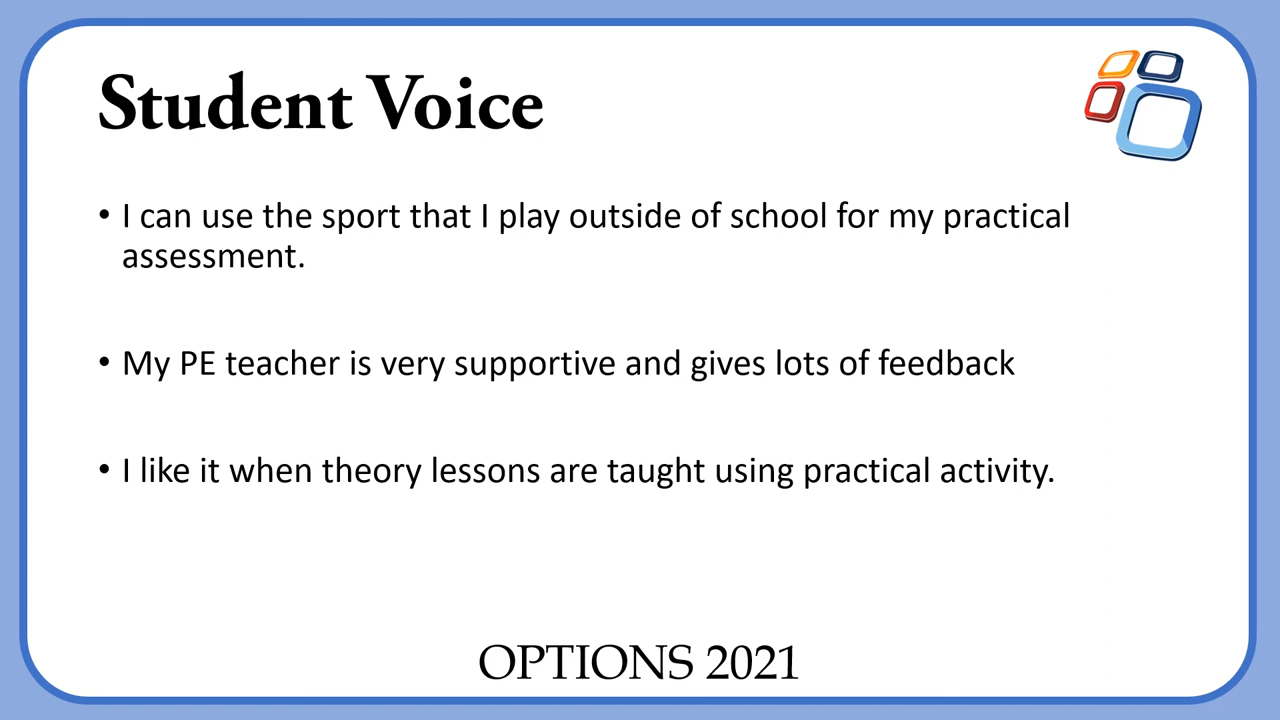 Student Voice
• I can use the sport that I play outside of school for my practical
assessment.
• My PE teacher is very supportive and gives lots of feedback
• I like it when theory lessons are taught using practical activity.
OPTIONS 2021